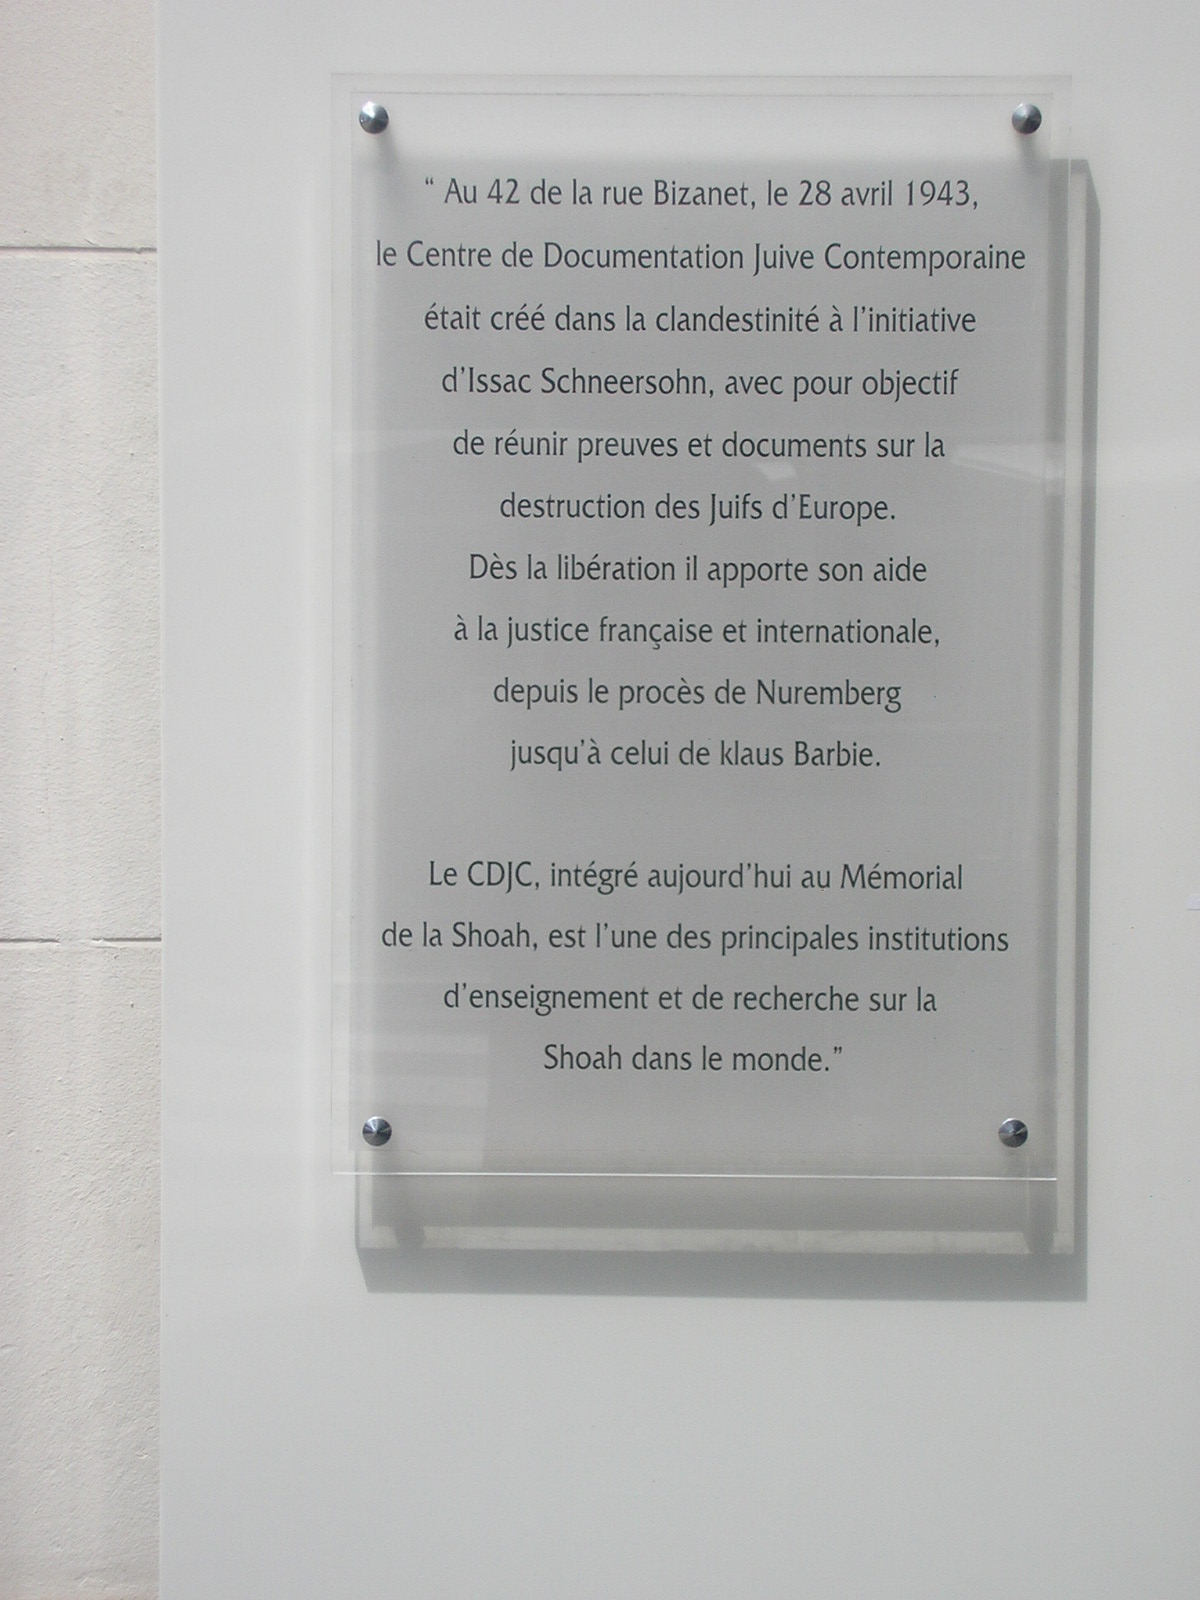 “ Au 42 de la rue Bizanet, le 28 avril 1943,
le Centre de Documentation Juive Contemporaine
était créé dans la clandestinité à l’initiative
d’Issac Schneersohn, avec pour objectif
de réunir preuves et documents sur la
destruction des Juifs d’Europe.
Dès la libération il apporte son aide
à la justice française et internationale,
depuis le procès de Nuremberg
jusqu’à celui de klaus Barbie.
Le CDJC, intégré aujourd’hui au Mémorial
de la Shoah, est l’une des principales institutions
d’enseignement et de recherche sur la
Shoah dans le monde.”